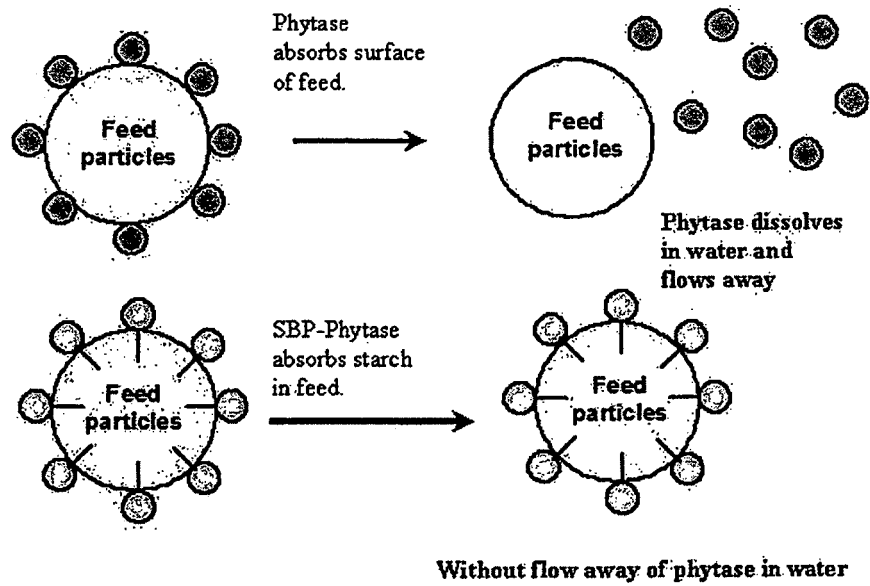 Phytase
absorbs surface
of feed.
Feed
particles
Feed
particles
Phytase dissolves
in water and
flows away
SBP-Phytase
absorbs starch
in feed.
Feed
particles
Feed
particles
Without flow away of phytase in water